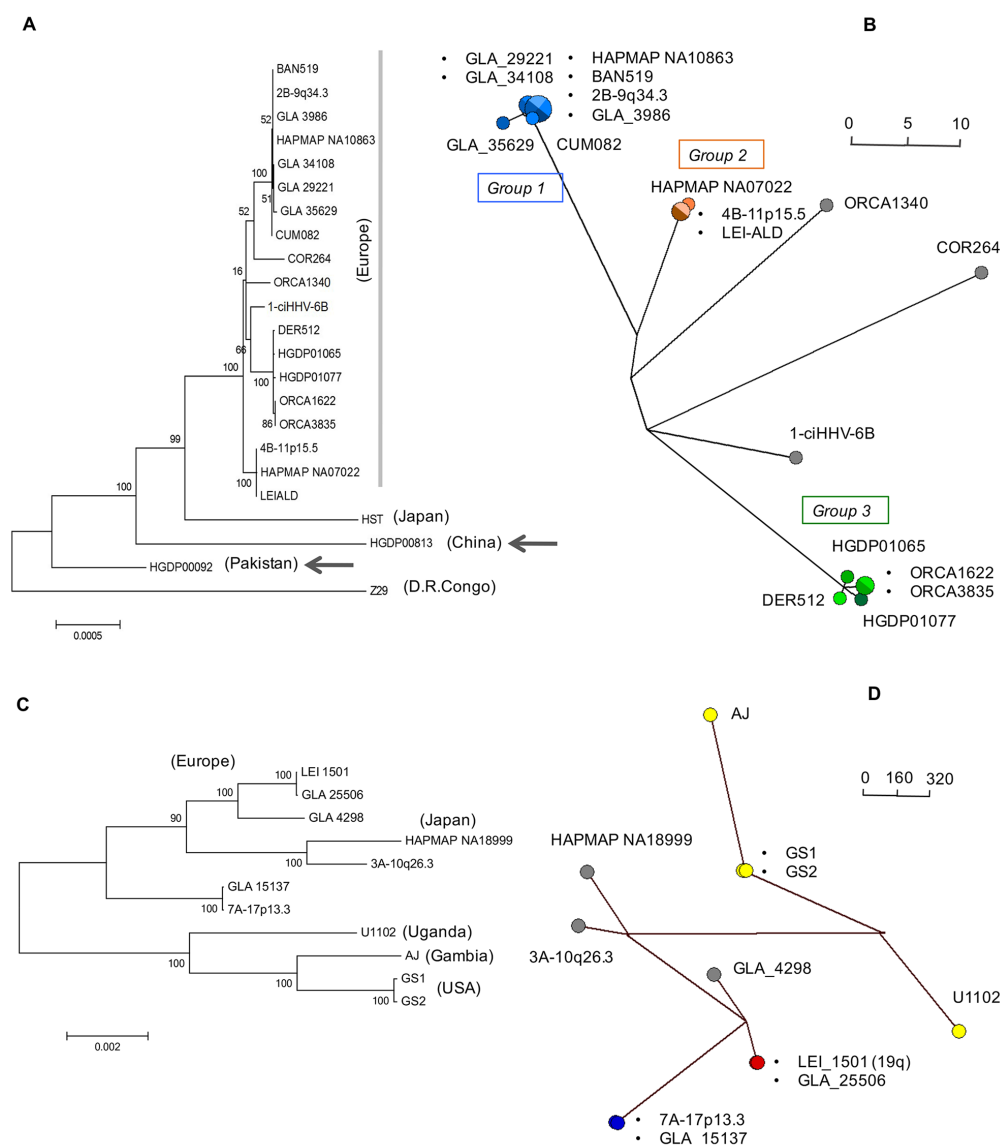 A
BAN519
2B-9q34.3
52
GLA 3986
HAPMAP NA10863
GLA 34108
100
GLA 29221
51
GLA 35629
52
CUM082
COR264
16
ORCA1340
1-ciHHV-6B
DER512
66
HGDP01065
HGDP01077
100
ORCA1622
100
86
ORCA3835
4B-11p15.5
99
HAPMAP NA07022
100
LEIALD
100
(Europe)
HST (Japan)
HGDP00813 (China)
HGDP00092 (Pakistan)
Z29 (D.R.Congo)
0.0005
B
• GLA_29221 • HAPMAP NA10863
• GLA_34108 • BAN519
• 2B-9q34.3
• GLA_3986
GLA_35629 CUM082
0 5 10
Group 1
Group 2
HAPMAP NA07022
• 4B-11p15.5
• LEI-ALD
ORCA1340
COR264
1-ciHHV-6B
Group 3
HGDP01065
• ORCA1622
• ORCA3835
DER512
HGDP01077
C
(Europe)
LEI 1501
100
GLA 25506
100
GLA 4298
90
(Japan)
HAPMAP NA18999
100
3A-10q26.3
GLA 15137
100
7A-17p13.3
U1102 (Uganda)
100
AJ (Gambia)
100
GS1
(USA)
100
GS2
0.002
D
AJ
0 160 320
HAPMAP NA18999
• GS1
• GS2
3A-10q26.3
GLA_4298
U1102
• LEI_1501 (19q)
• GLA_25506
• 7A-17p13.3
• GLA_15137